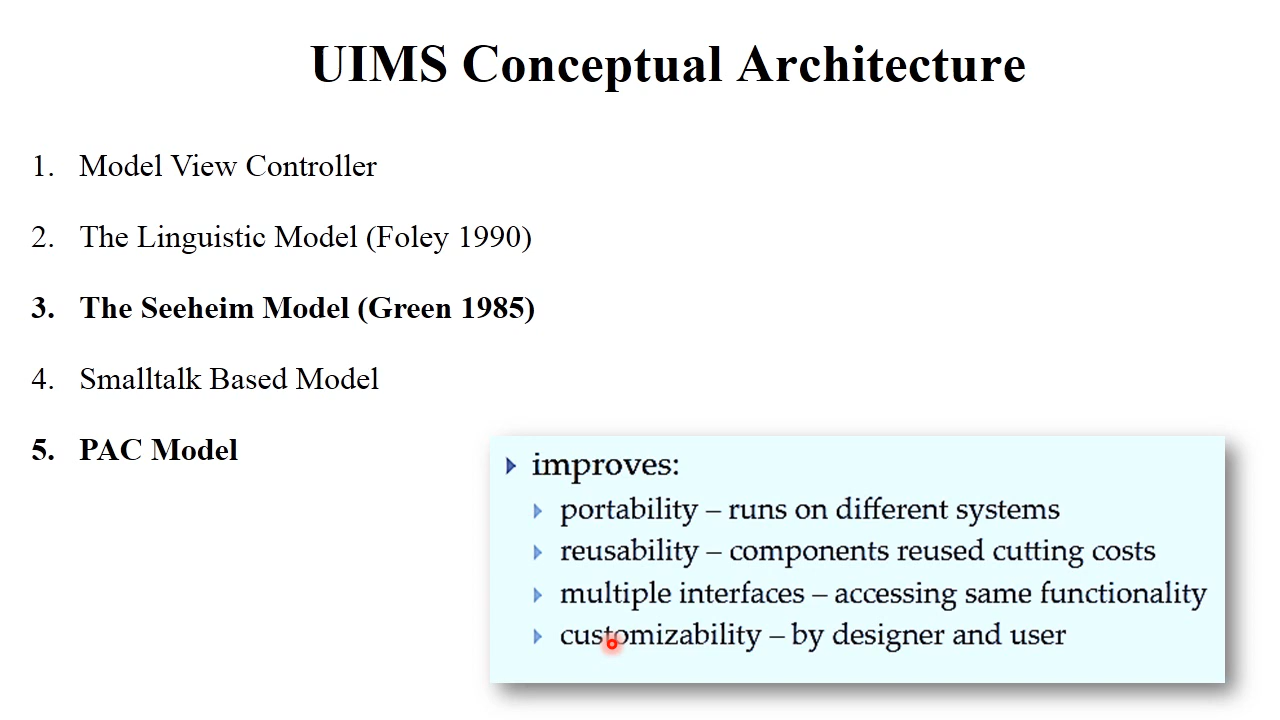 UIMS Conceptual Architecture
1. Model View Controller
2. The Linguistic Model (Foley 1990)
3. The Seeheim Model (Green 1985)
4. Smalltalk Based Model
5. PAC Model
improves:
portability – runs on different systems
reusability – components reused cutting costs
multiple interfaces – accessing same functionality
customizability – by designer and user